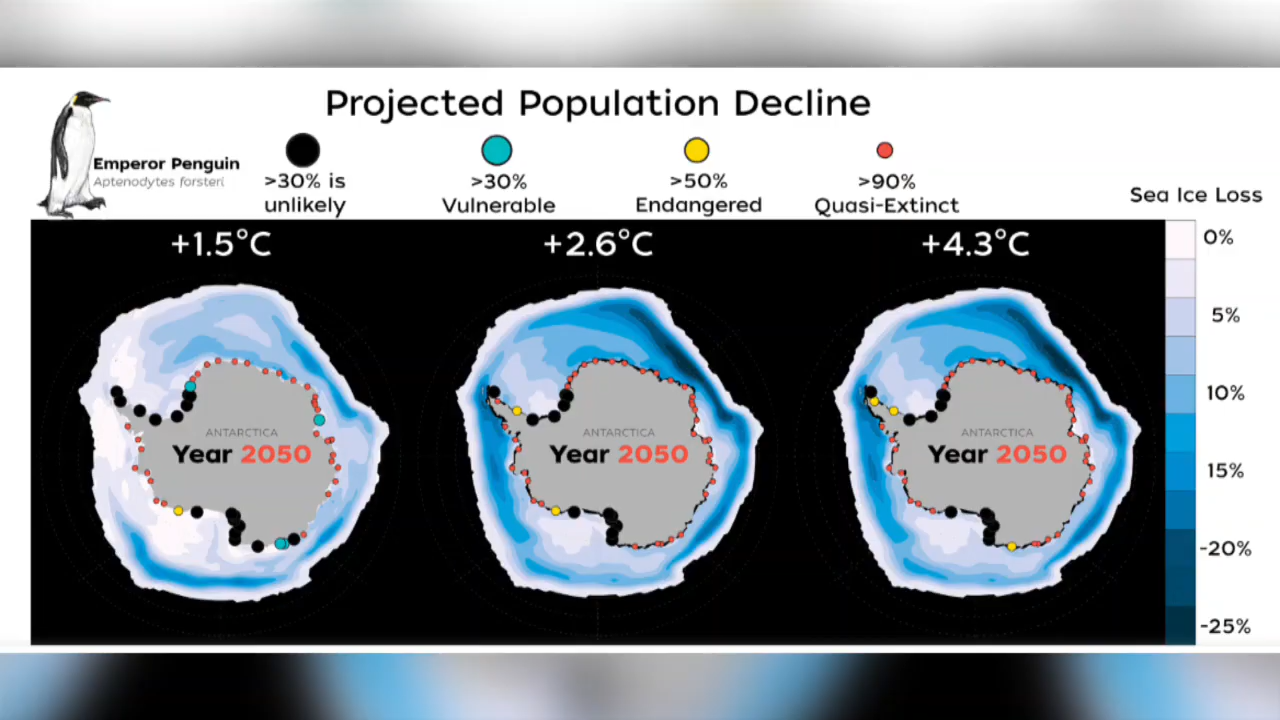 Projected Population Decline
Emperor Penguin
Aptenodytes forsteri
>30% is
unlikely
>30%
Vulnerable
>50%
Endangered
>90%
Quasi-Extinct
Sea Ice Loss
+1.5°C
+2.6°C
+4.3°C
0%
5%
10%
15%
-20%
-25%
ANTARCTICA
Year 2050
ANTARCTICA
Year 2050
ANTARCTICA
Year 2050